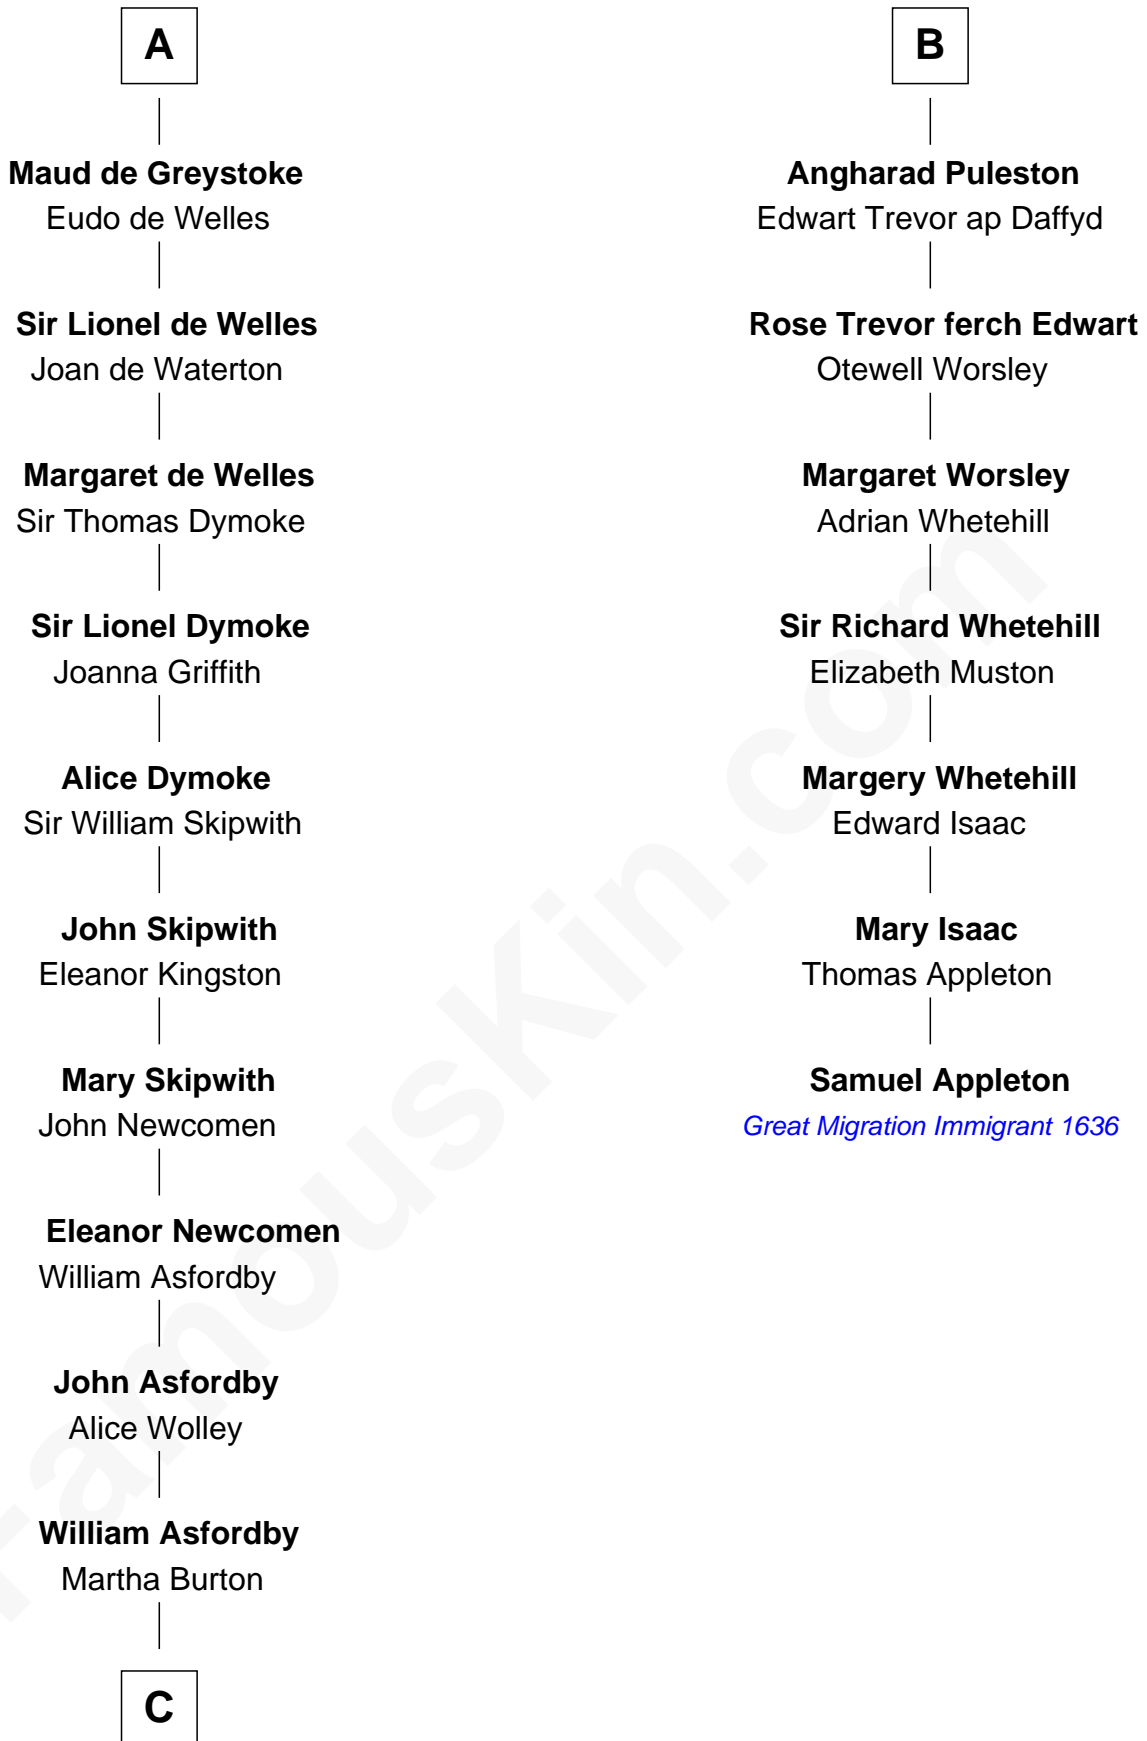 A
Maud de Greystoke
Eudo de Welles
Sir Lionel de Welles
Joan de Waterton
Margaret de Welles
Sir Thomas Dymoke
Sir Lionel Dymoke
Joanna Griffith
Alice Dymoke
Sir William Skipwith
John Skipwith
Eleanor Kingston
Mary Skipwith
John Newcomen
Eleanor Newcomen
William Asfordby
John Asfordby
Alice Wolley
William Asfordby
Martha Burton
C
B
Angharad Puleston
Edwart Trevor ap Daffyd
Rose Trevor ferch Edwart
Otewell Worsley
Margaret Worsley
Adrian Whetehill
Sir Richard Whetehill
Elizabeth Muston
Margery Whetehill
Edward Isaac
Mary Isaac
Thomas Appleton
Samuel Appleton
Great Migration Immigrant 1636
FamousKin.com